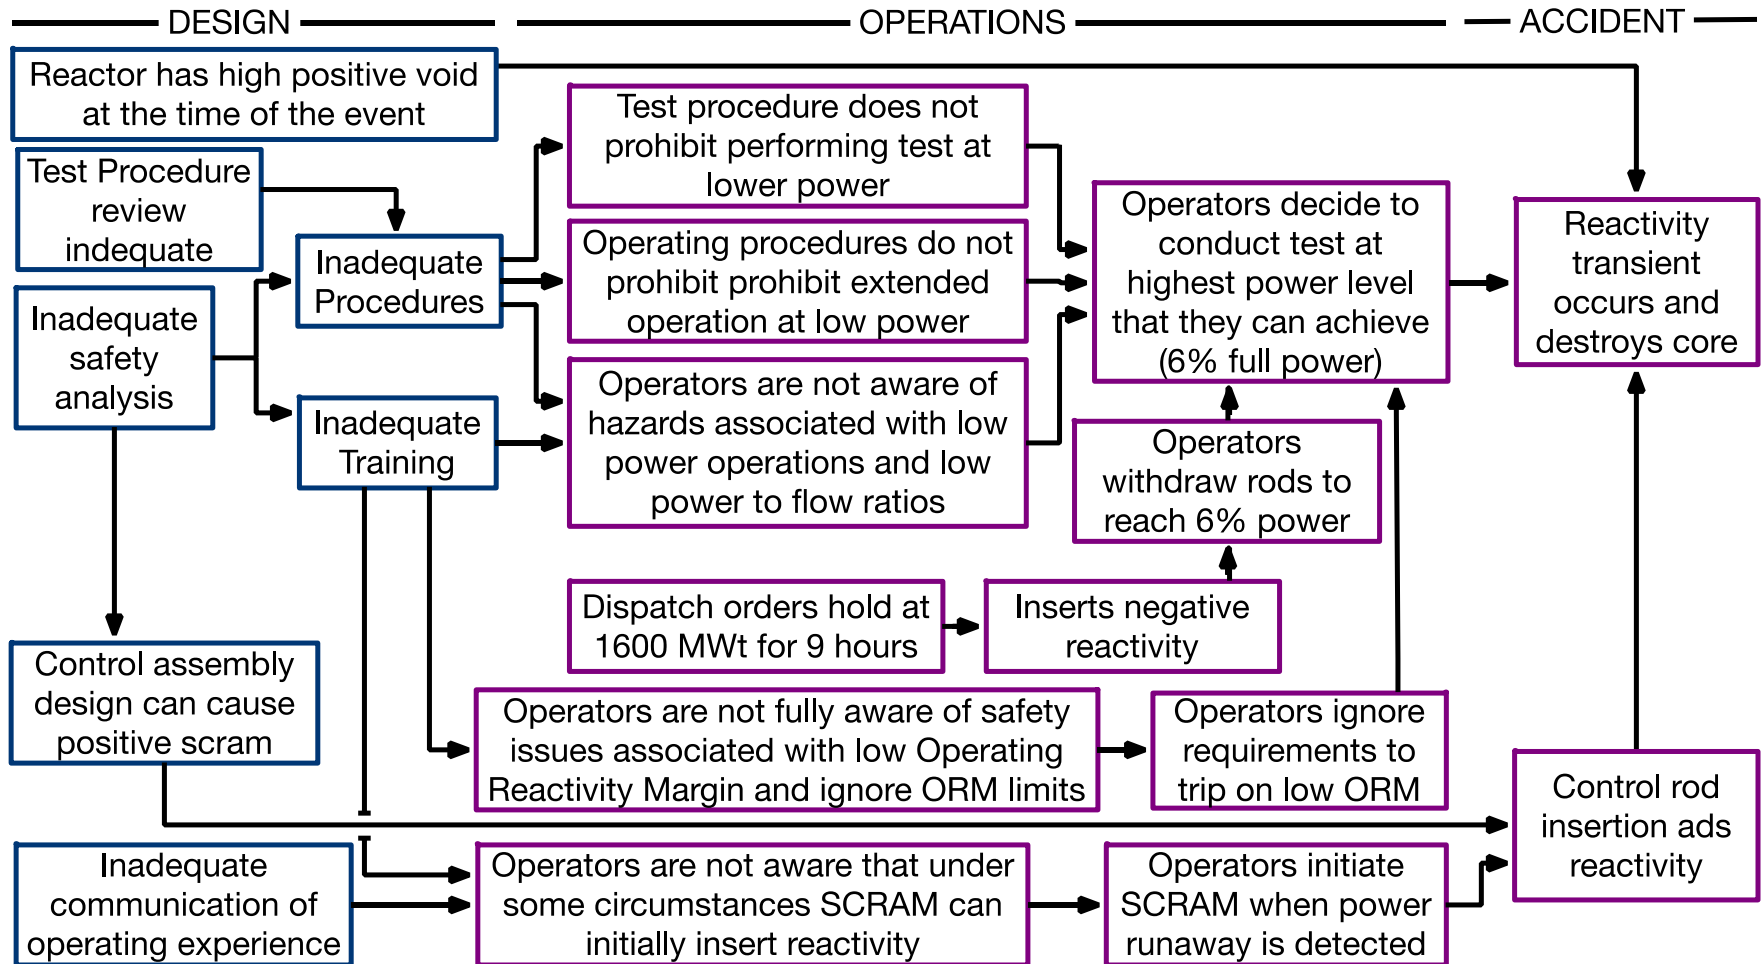 DESIGN
OPERATIONS
ACCIDENT
Reactor has high positive void
at the time of the event
Test Procedure
review
indequate
Inadequate
safety
analysis
Inadequate
Procedures
Inadequate
Training
Control assembly
design can cause
positive scram
Inadequate
communication of
operating experience
Test procedure does not
prohibit performing test at
lower power
Operating procedures do not
prohibit prohibit extended
operation at low power
Operators are not aware of
hazards associated with low
power operations and low
power to flow ratios
Dispatch orders hold at
1600 MWt for 9 hours
Inserts negative
reactivity
Operators
withdraw rods to
reach 6% power
Operators decide to
conduct test at
highest power level
that they can achieve
(6% full power)
Operators are not fully aware of safety
issues associated with low Operating
Reactivity Margin and ignore ORM limits
Operators ignore
requirements to
trip on low ORM
Operators are not aware that under
some circumstances SCRAM can
initially insert reactivity
Operators initiate
SCRAM when power
runaway is detected
Reactivity
transient
occurs and
destroys core
Control rod
insertion ads
reactivity